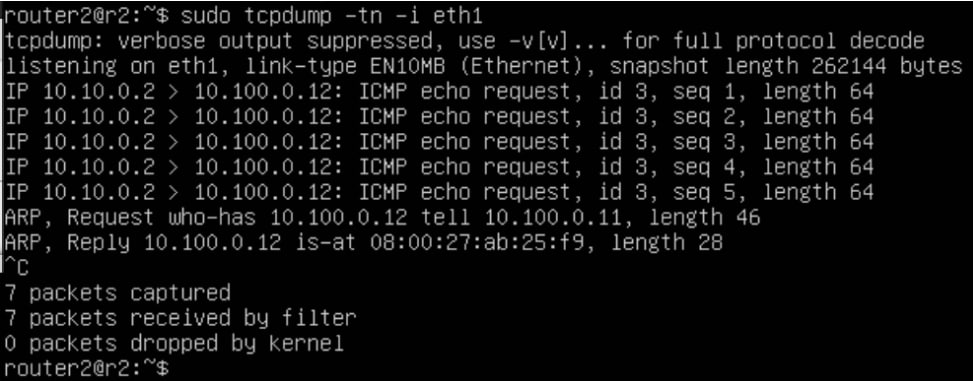 router2@r2:~$ sudo tcpdump -tn -i eth1
tcpdump: verbose output suppressed, use -v[v]... for full protocol decode
listening on eth1, link-type EN10MB (Ethernet), snapshot length 262144 bytes
IP 10.10.0.2 > 10.100.0.12: ICMP echo request, id 3, seq 1, length 64
IP 10.10.0.2 > 10.100.0.12: ICMP echo request, id 3, seq 2, length 64
IP 10.10.0.2 > 10.100.0.12: ICMP echo request, id 3, seq 3, length 64
IP 10.10.0.2 > 10.100.0.12: ICMP echo request, id 3, seq 4, length 64
IP 10.10.0.2 > 10.100.0.12: ICMP echo request, id 3, seq 5, length 64
ARP, Request who-has 10.100.0.12 tell 10.100.0.11, length 46
ARP, Reply 10.100.0.12 is-at 08:00:27:ab:25:f9, length 28
^C
7 packets captured
7 packets received by filter
0 packets dropped by kernel
router2@r2:~$